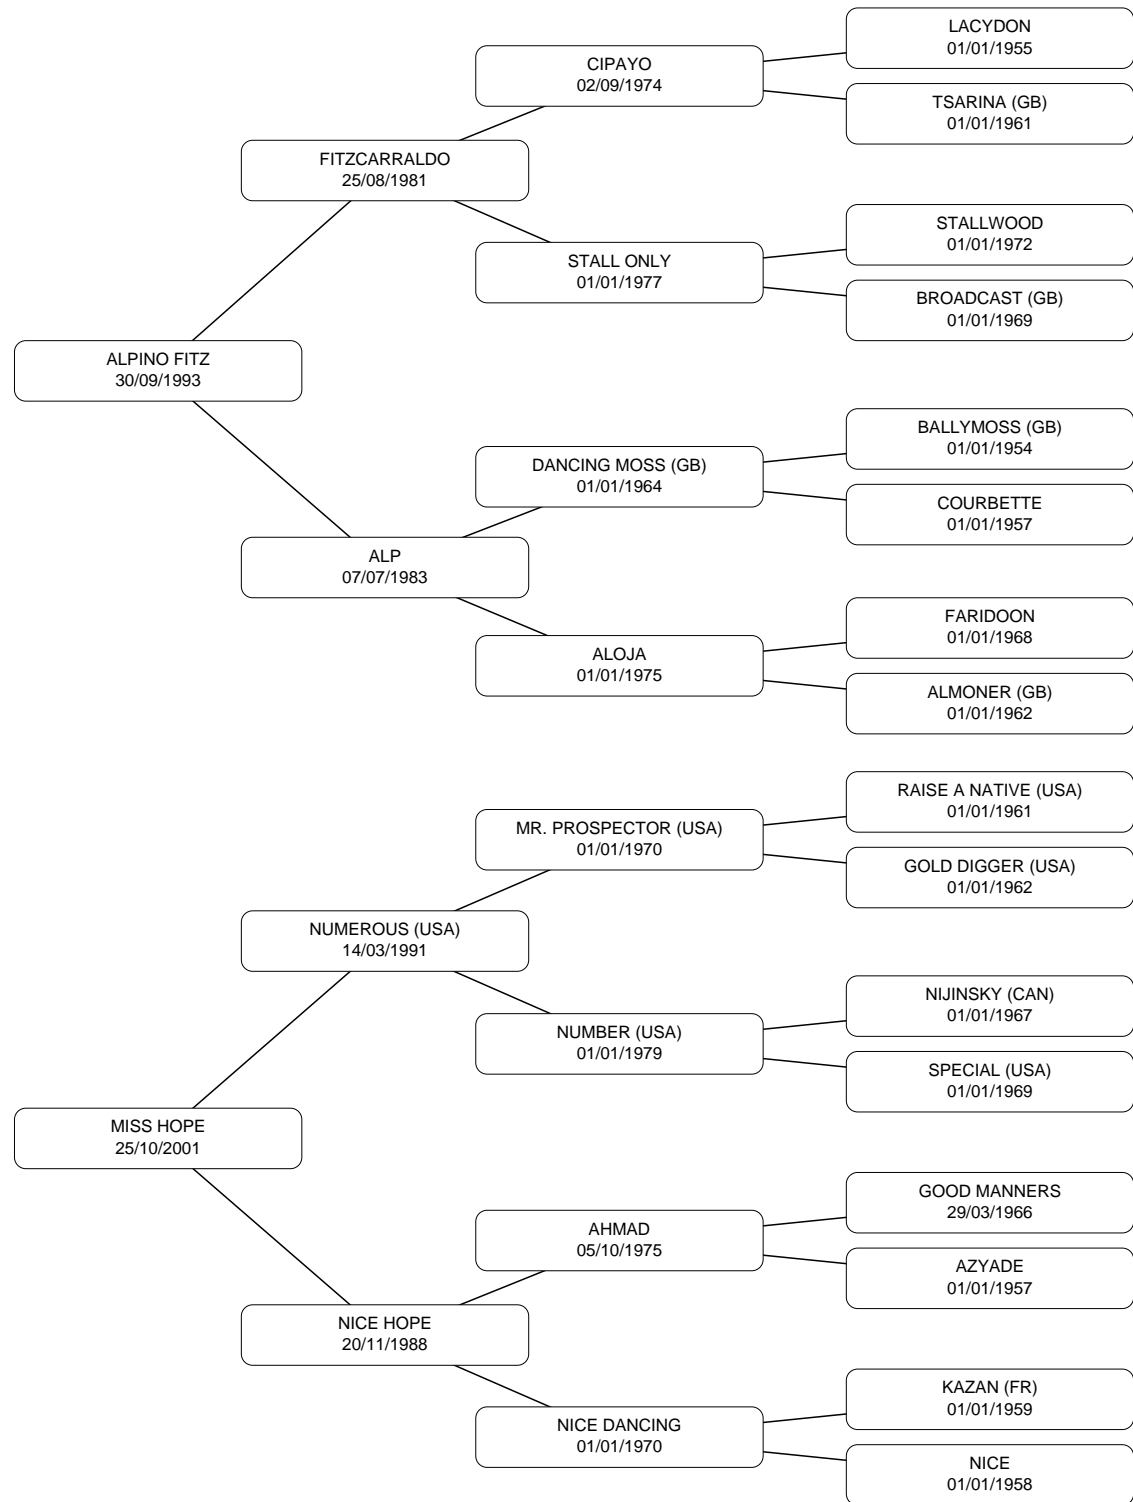 LACYDON
01/01/1955
CIPAYO
02/09/1974
TSARINA (GB)
01/01/1961
FITZCARRALDO
25/08/1981
STALLWOOD
01/01/1972
STALL ONLY
01/01/1977
BROADCAST (GB)
01/01/1969
ALPINO FITZ
30/09/1993
BALLYMOSS (GB)
01/01/1954
DANCING MOSS (GB)
01/01/1964
COURBETTE
01/01/1957
ALP
07/07/1983
FARIDOON
01/01/1968
ALOJA
01/01/1975
ALMONER (GB)
01/01/1962
RAISE A NATIVE (USA)
01/01/1961
MR. PROSPECTOR (USA)
01/01/1970
GOLD DIGGER (USA)
01/01/1962
NUMEROUS (USA)
14/03/1991
NIJINSKY (CAN)
01/01/1967
NUMBER (USA)
01/01/1979
SPECIAL (USA)
01/01/1969
MISS HOPE
25/10/2001
GOOD MANNERS
29/03/1966
AHMAD
05/10/1975
AZYADE
01/01/1957
NICE HOPE
20/11/1988
KAZAN (FR)
01/01/1959
NICE DANCING
01/01/1970
NICE
01/01/1958